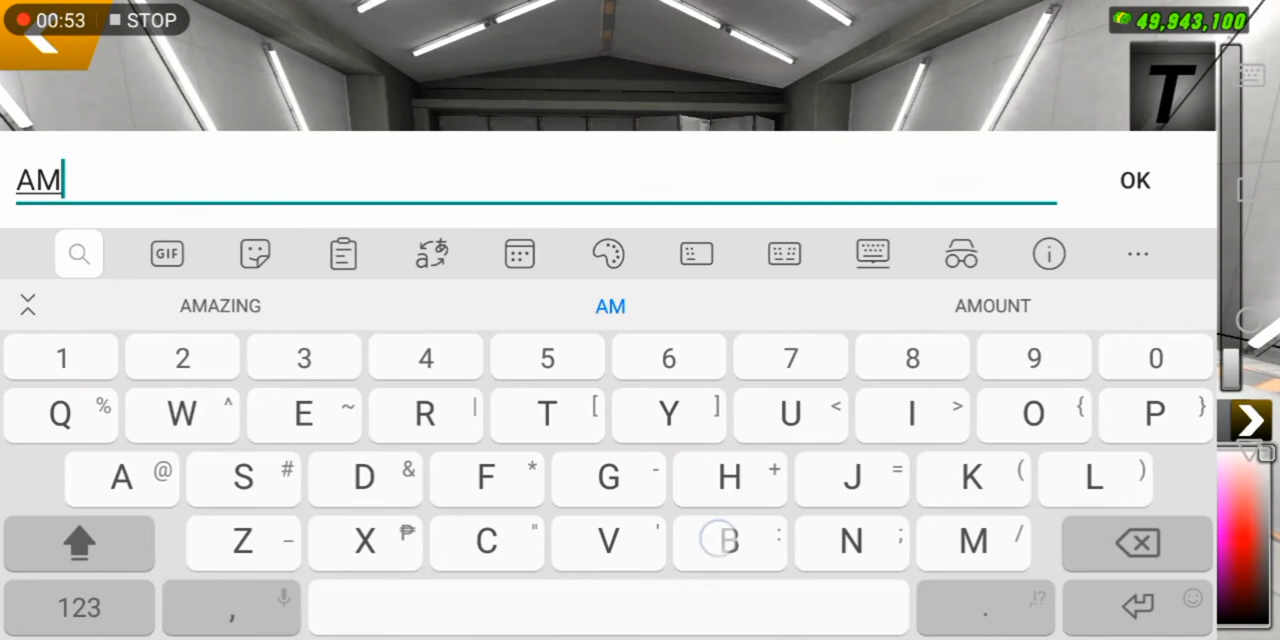 00:53 STOP
49,943,100
T
AM
OK
GIF
AMAZING AM AMOUNT
1 2 3 4 5 6 7 8 9 0
Q % W ^ E ~ R | T [ Y ] U < I > O { P }
A @ S # D & F * G - H + J = K ( L )
Z – X ₱ C " V ' B : N ; M /
123 , . ,!?